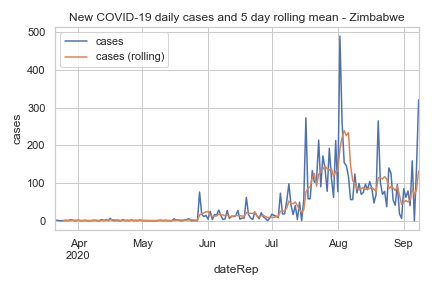 New COVID-19 daily cases and 5 day rolling mean - Zimbabwe
cases
cases (rolling)
500
400
300
200
100
0
cases
Apr
2020
May
Jun
Jul
Aug
Sep
dateRep